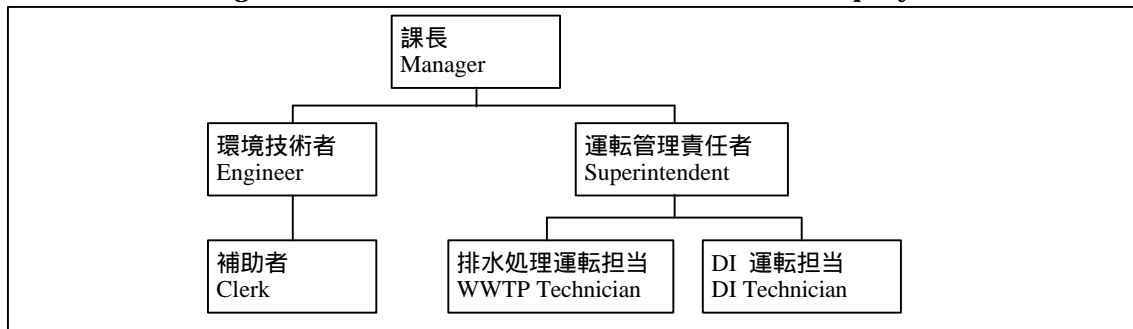 課長
Manager
環境技術者
Engineer
運転管理責任者
Superintendent
補助者
Clerk
排水処理運転担当
WWTP Technician
DI 運転担当
DI Technician